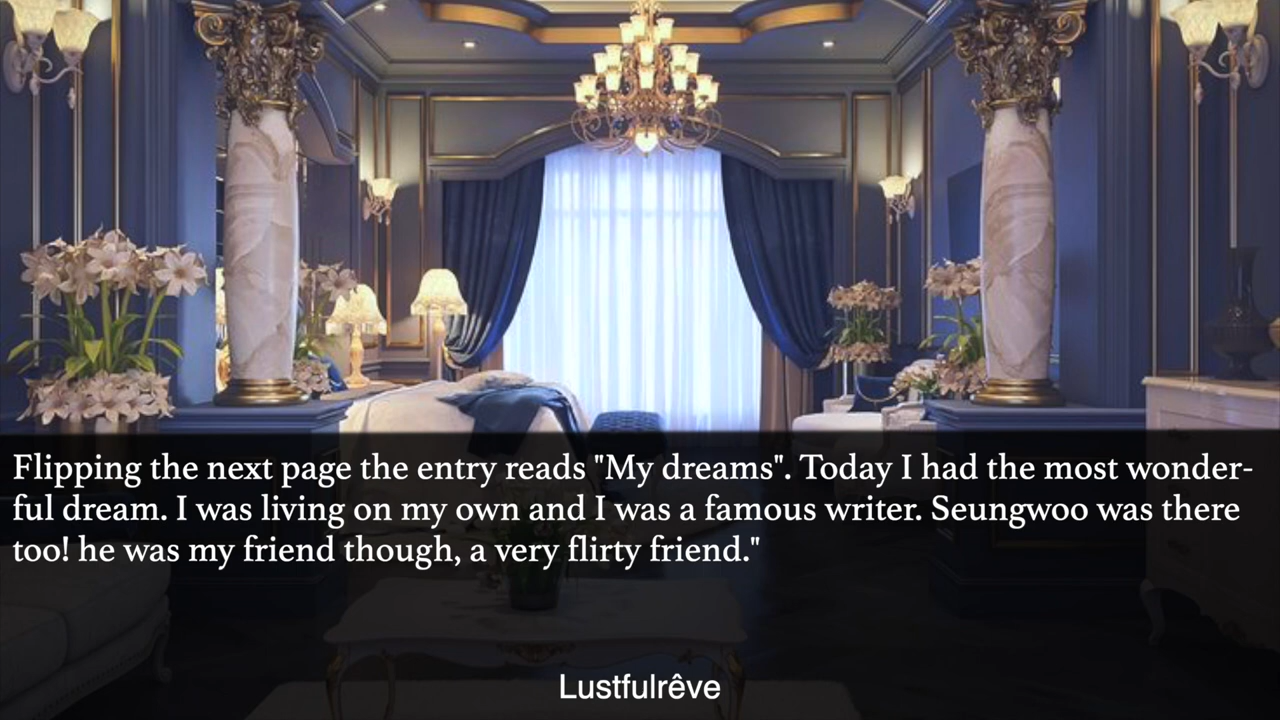 Flipping the next page the entry reads "My dreams". Today I had the most wonder-
ful dream. I was living on my own and I was a famous writer. Seungwoo was there
too! he was my friend though, a very flirty friend."
Lustfulrêve